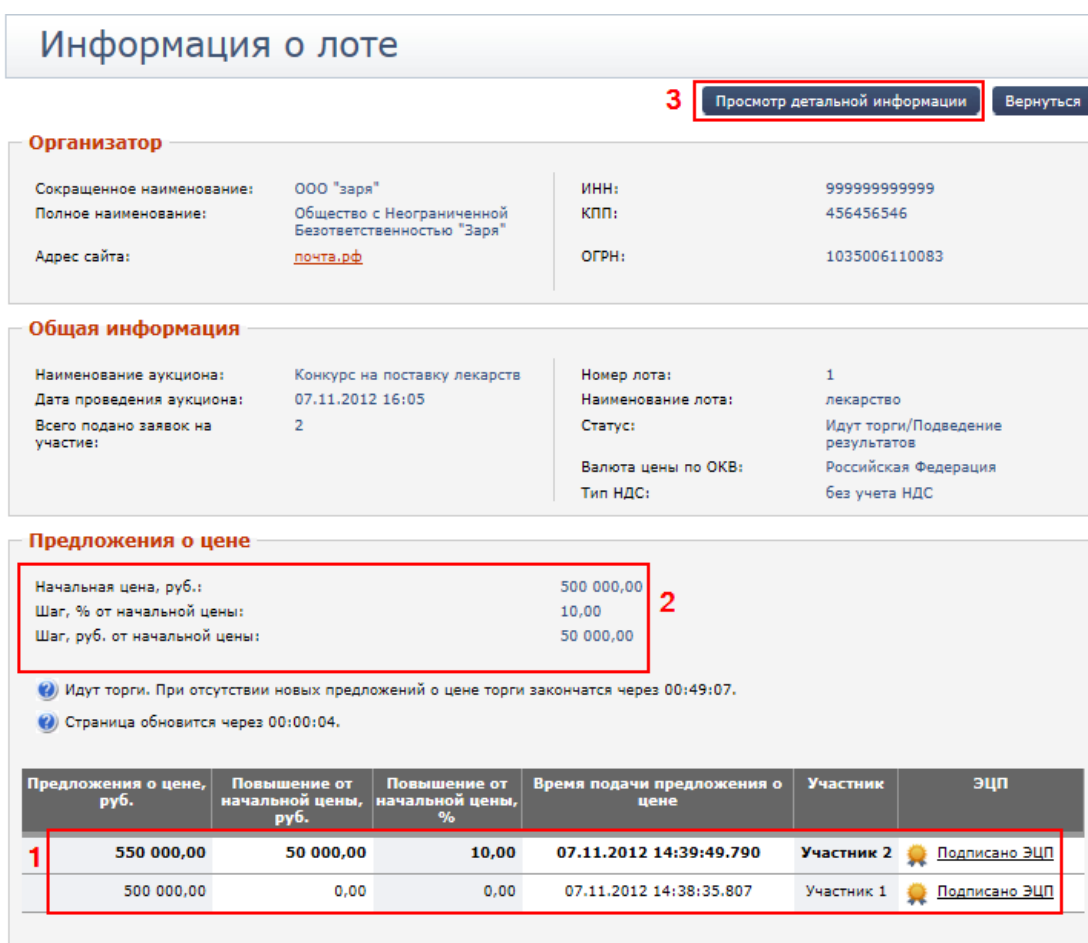 Информация о лоте
3 Просмотр детальной информации Вернуться
Организатор
Сокращенное наименование: ООО "заря" ИНН: 999999999999
Полное наименование: Общество с Неограниченной КПП: 456456546
Безответственностью "Заря"
Адрес сайта: почта.рф ОГРН: 1035006110083
Общая информация
Наименование аукциона: Конкурс на поставку лекарств Номер лота: 1
Дата проведения аукциона: 07.11.2012 16:05 Наименование лота: лекарство
Всего подано заявок на 2 Статус: Идут торги/Подведение
участие: результатов
Валюта цены по ОКВ: Российская Федерация
Тип НДС: без учета НДС
Предложения о цене
Начальная цена, руб.: 500 000,00
Шаг, % от начальной цены: 10,00 2
Шаг, руб. от начальной цены: 50 000,00
Идут торги. При отсутствии новых предложений о цене торги закончатся через 00:49:07.
Страница обновится через 00:00:04.
Предложения о цене, Повышение от Повышение от Время подачи предложения о Участник ЭЦП
руб. начальной цены, начальной цены, цене
руб. %
1 550 000,00 50 000,00 10,00 07.11.2012 14:39:49.790 Участник 2 Подписано ЭЦП
500 000,00 0,00 0,00 07.11.2012 14:38:35.807 Участник 1 Подписано ЭЦП